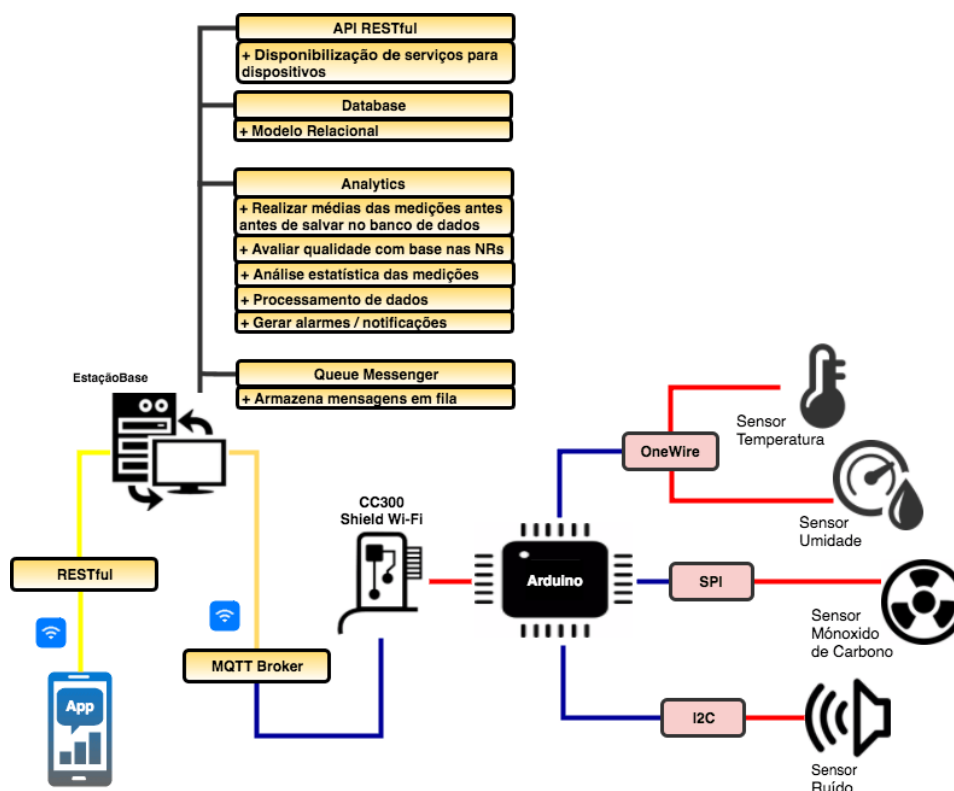 API RESTful
+ Disponibilização de serviços para
dispositivos
Database
+ Modelo Relacional
Analytics
+ Realizar médias das medições antes
antes de salvar no banco de dados
+ Avaliar qualidade com base nas NRs
+ Análise estatística das medições
+ Processamento de dados
+ Gerar alarmes / notificações
Queue Messenger
+ Armazena mensagens em fila
EstaçãoBase
Sensor
Temperatura
OneWire
CC300
Shield Wi-Fi
Sensor
Umidade
RESTful
Arduino
SPI
Sensor
Mónóxido
de Carbono
MQTT Broker
App
I2C
Sensor
Ruído